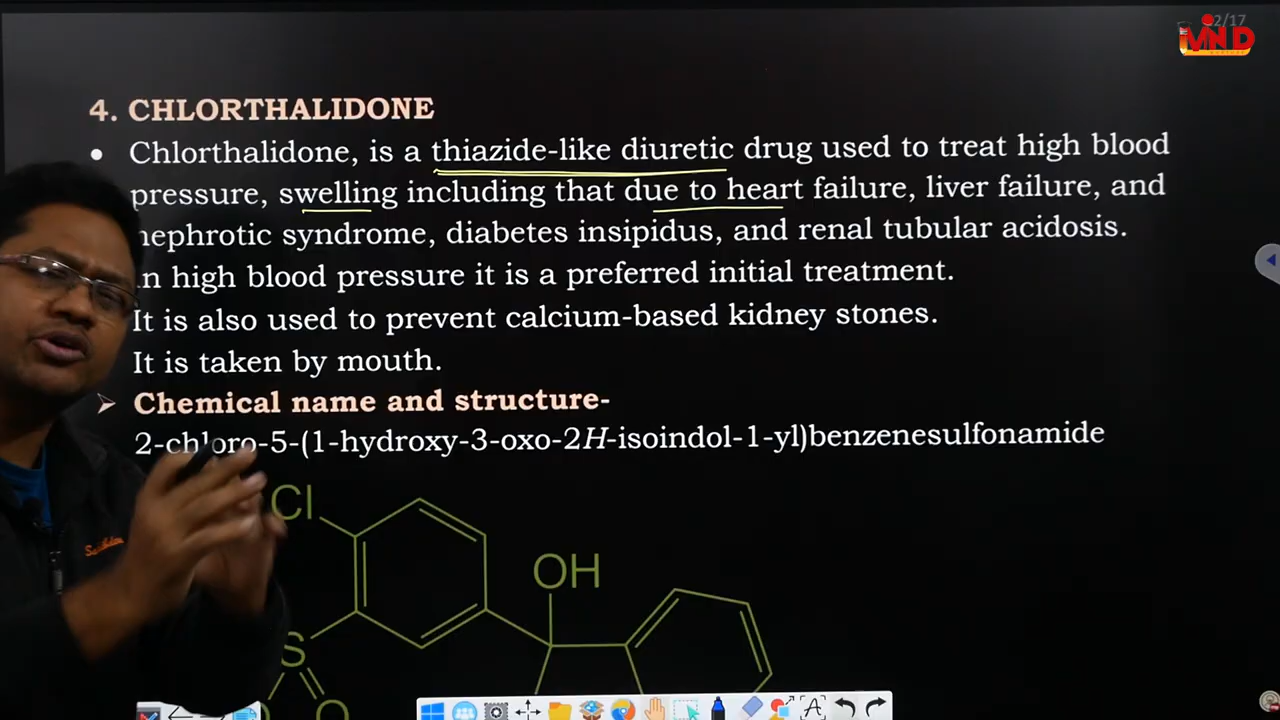 2/17
MND
4. CHLORTHALIDONE
• Chlorthalidone, is a thiazide-like diuretic drug used to treat high blood
pressure, swelling including that due to heart failure, liver failure, and
nephrotic syndrome, diabetes insipidus, and renal tubular acidosis.
In high blood pressure it is a preferred initial treatment.
It is also used to prevent calcium-based kidney stones.
It is taken by mouth.
➢ Chemical name and structure-
2-chloro-5-(1-hydroxy-3-oxo-2H-isoindol-1-yl)benzenesulfonamide
Cl
OH
S
O
A